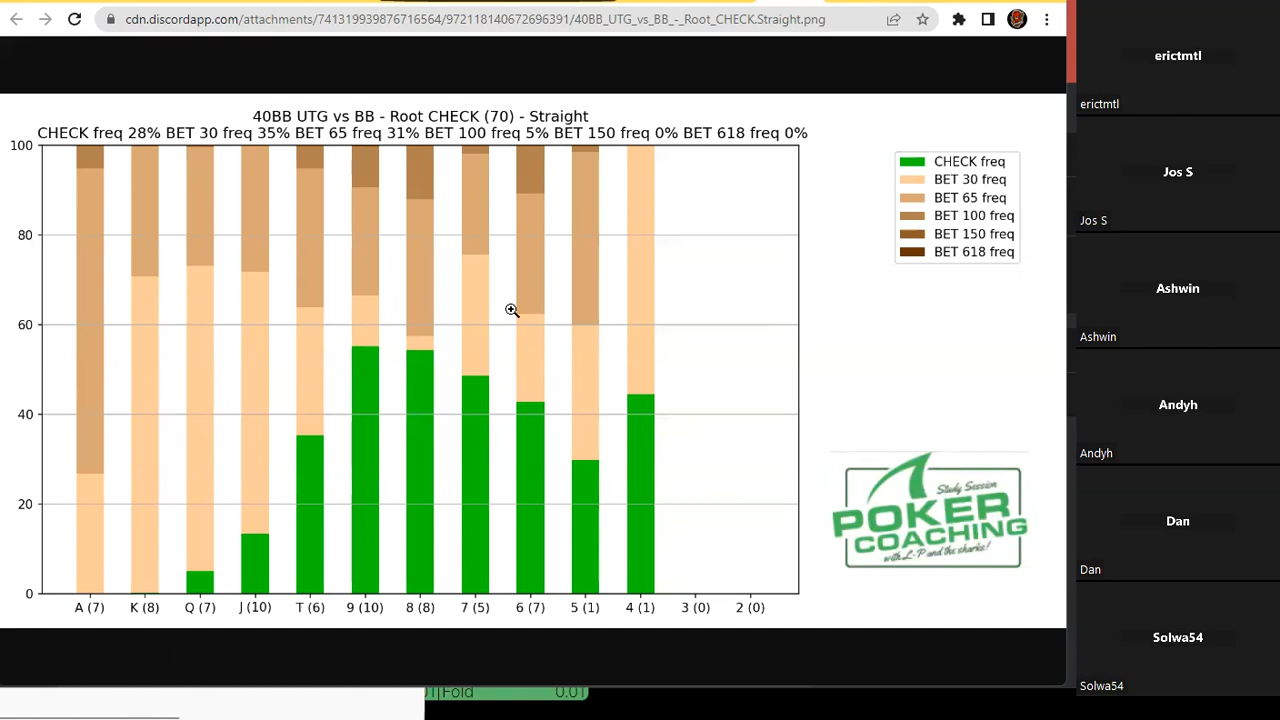 cdn.discordapp.com/attachments/741319939876716564/972118140672696391/40BB_UTG_vs_BB_-_Root_CHECK.Straight.png
40BB UTG vs BB - Root CHECK (70) - Straight
CHECK freq 28% BET 30 freq 35% BET 65 freq 31% BET 100 freq 5% BET 150 freq 0% BET 618 freq 0%
100
80
60
40
20
0
A (7) K (8) Q (7) J (10) T (6) 9 (10) 8 (8) 7 (5) 6 (7) 5 (1) 4 (1) 3 (0) 2 (0)
CHECK freq
BET 30 freq
BET 65 freq
BET 100 freq
BET 150 freq
BET 618 freq
Study Session
POKER
COACHING
with L-P and the sharks!
erictmtl
erictmtl
Jos S
Jos S
Ashwin
Ashwin
Andyh
Andyh
Dan
Dan
Solwa54
Solwa54
Fold 0.01